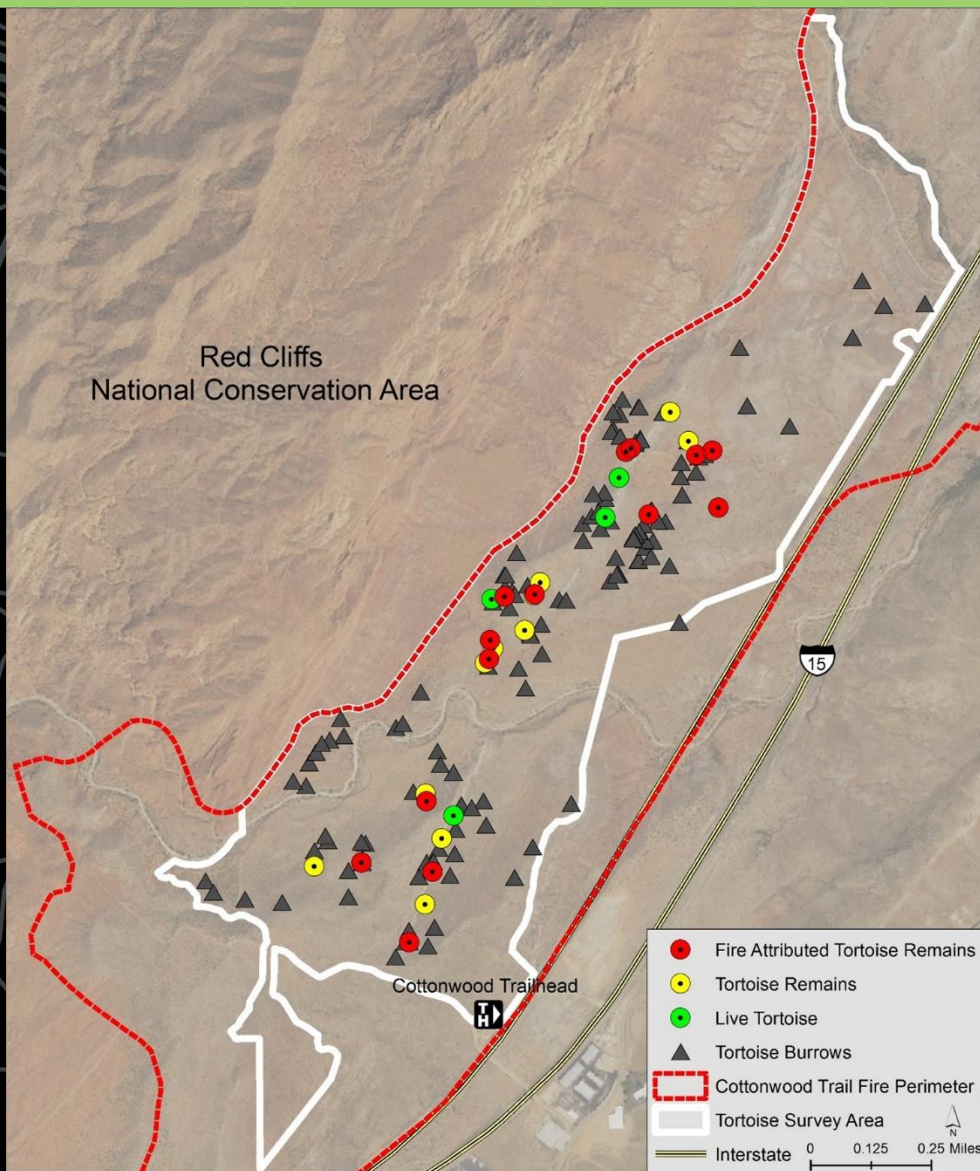 Red Cliffs
National Conservation Area
15
Cottonwood Trailhead
T
H
Fire Attributed Tortoise Remains
Tortoise Remains
Live Tortoise
Tortoise Burrows
Cottonwood Trail Fire Perimeter
Tortoise Survey Area
N
Interstate
0 0.125 0.25 Miles